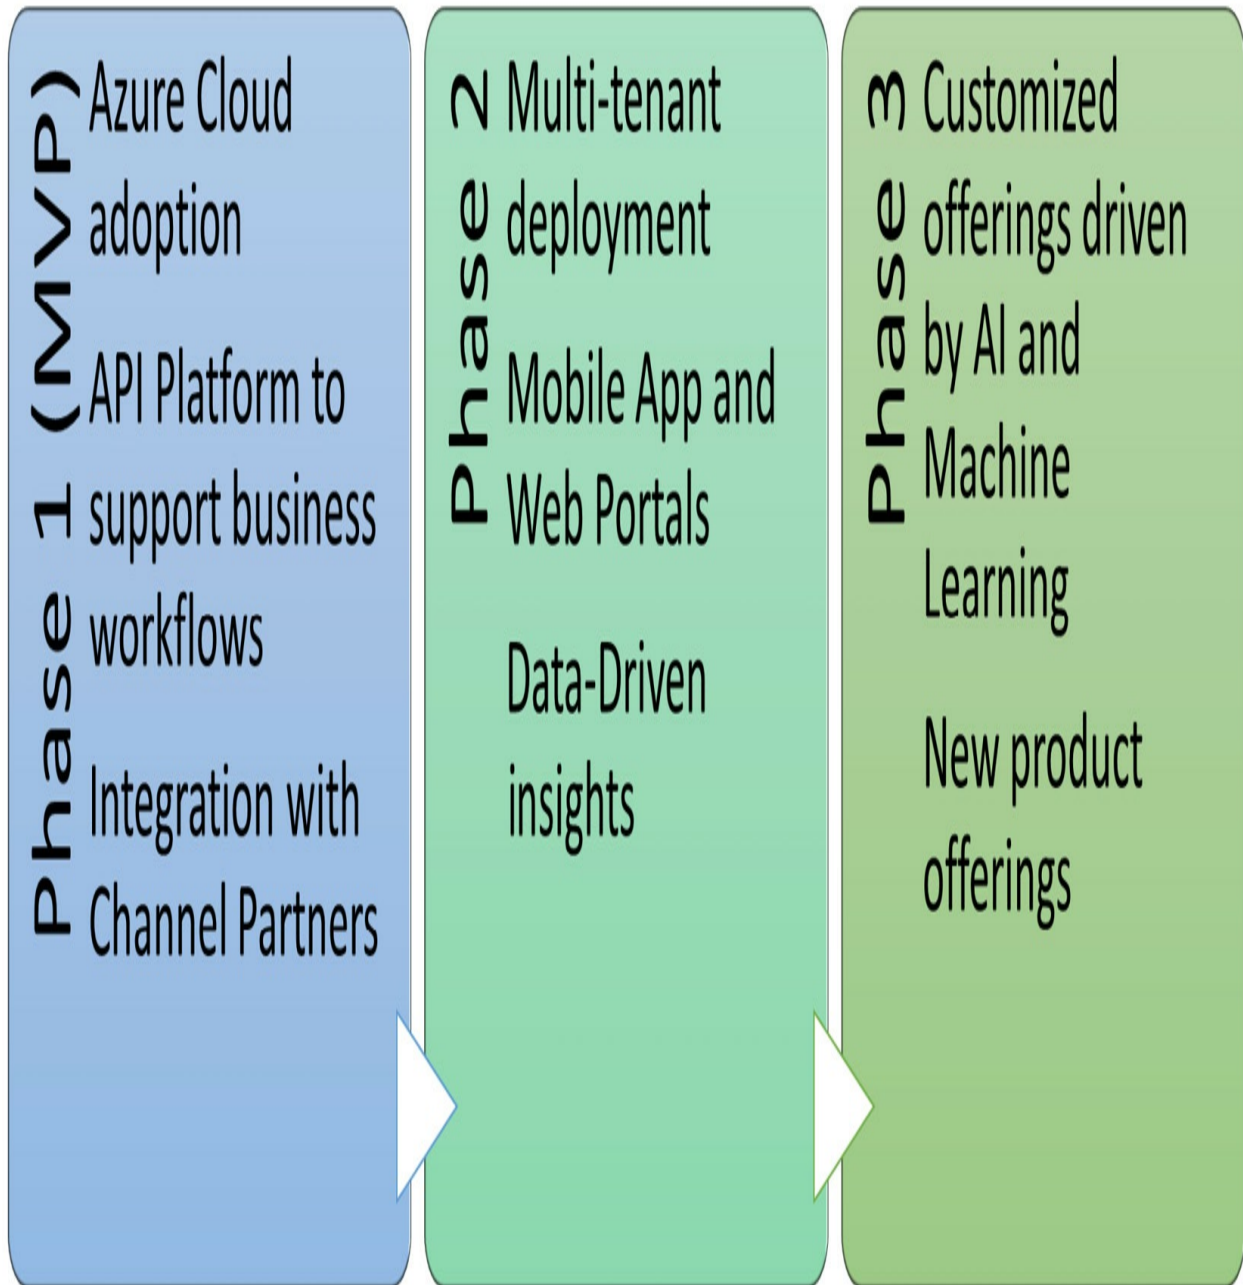 Phase 1 (MVP)
Azure Cloud
adoption
API Platform to
support business
workflows
Integration with
Channel Partners
Phase 2
Multi-tenant
deployment
Mobile App and
Web Portals
Data-Driven
insights
Phase 3
Customized
offerings driven
by AI and
Machine
Learning
New product
offerings